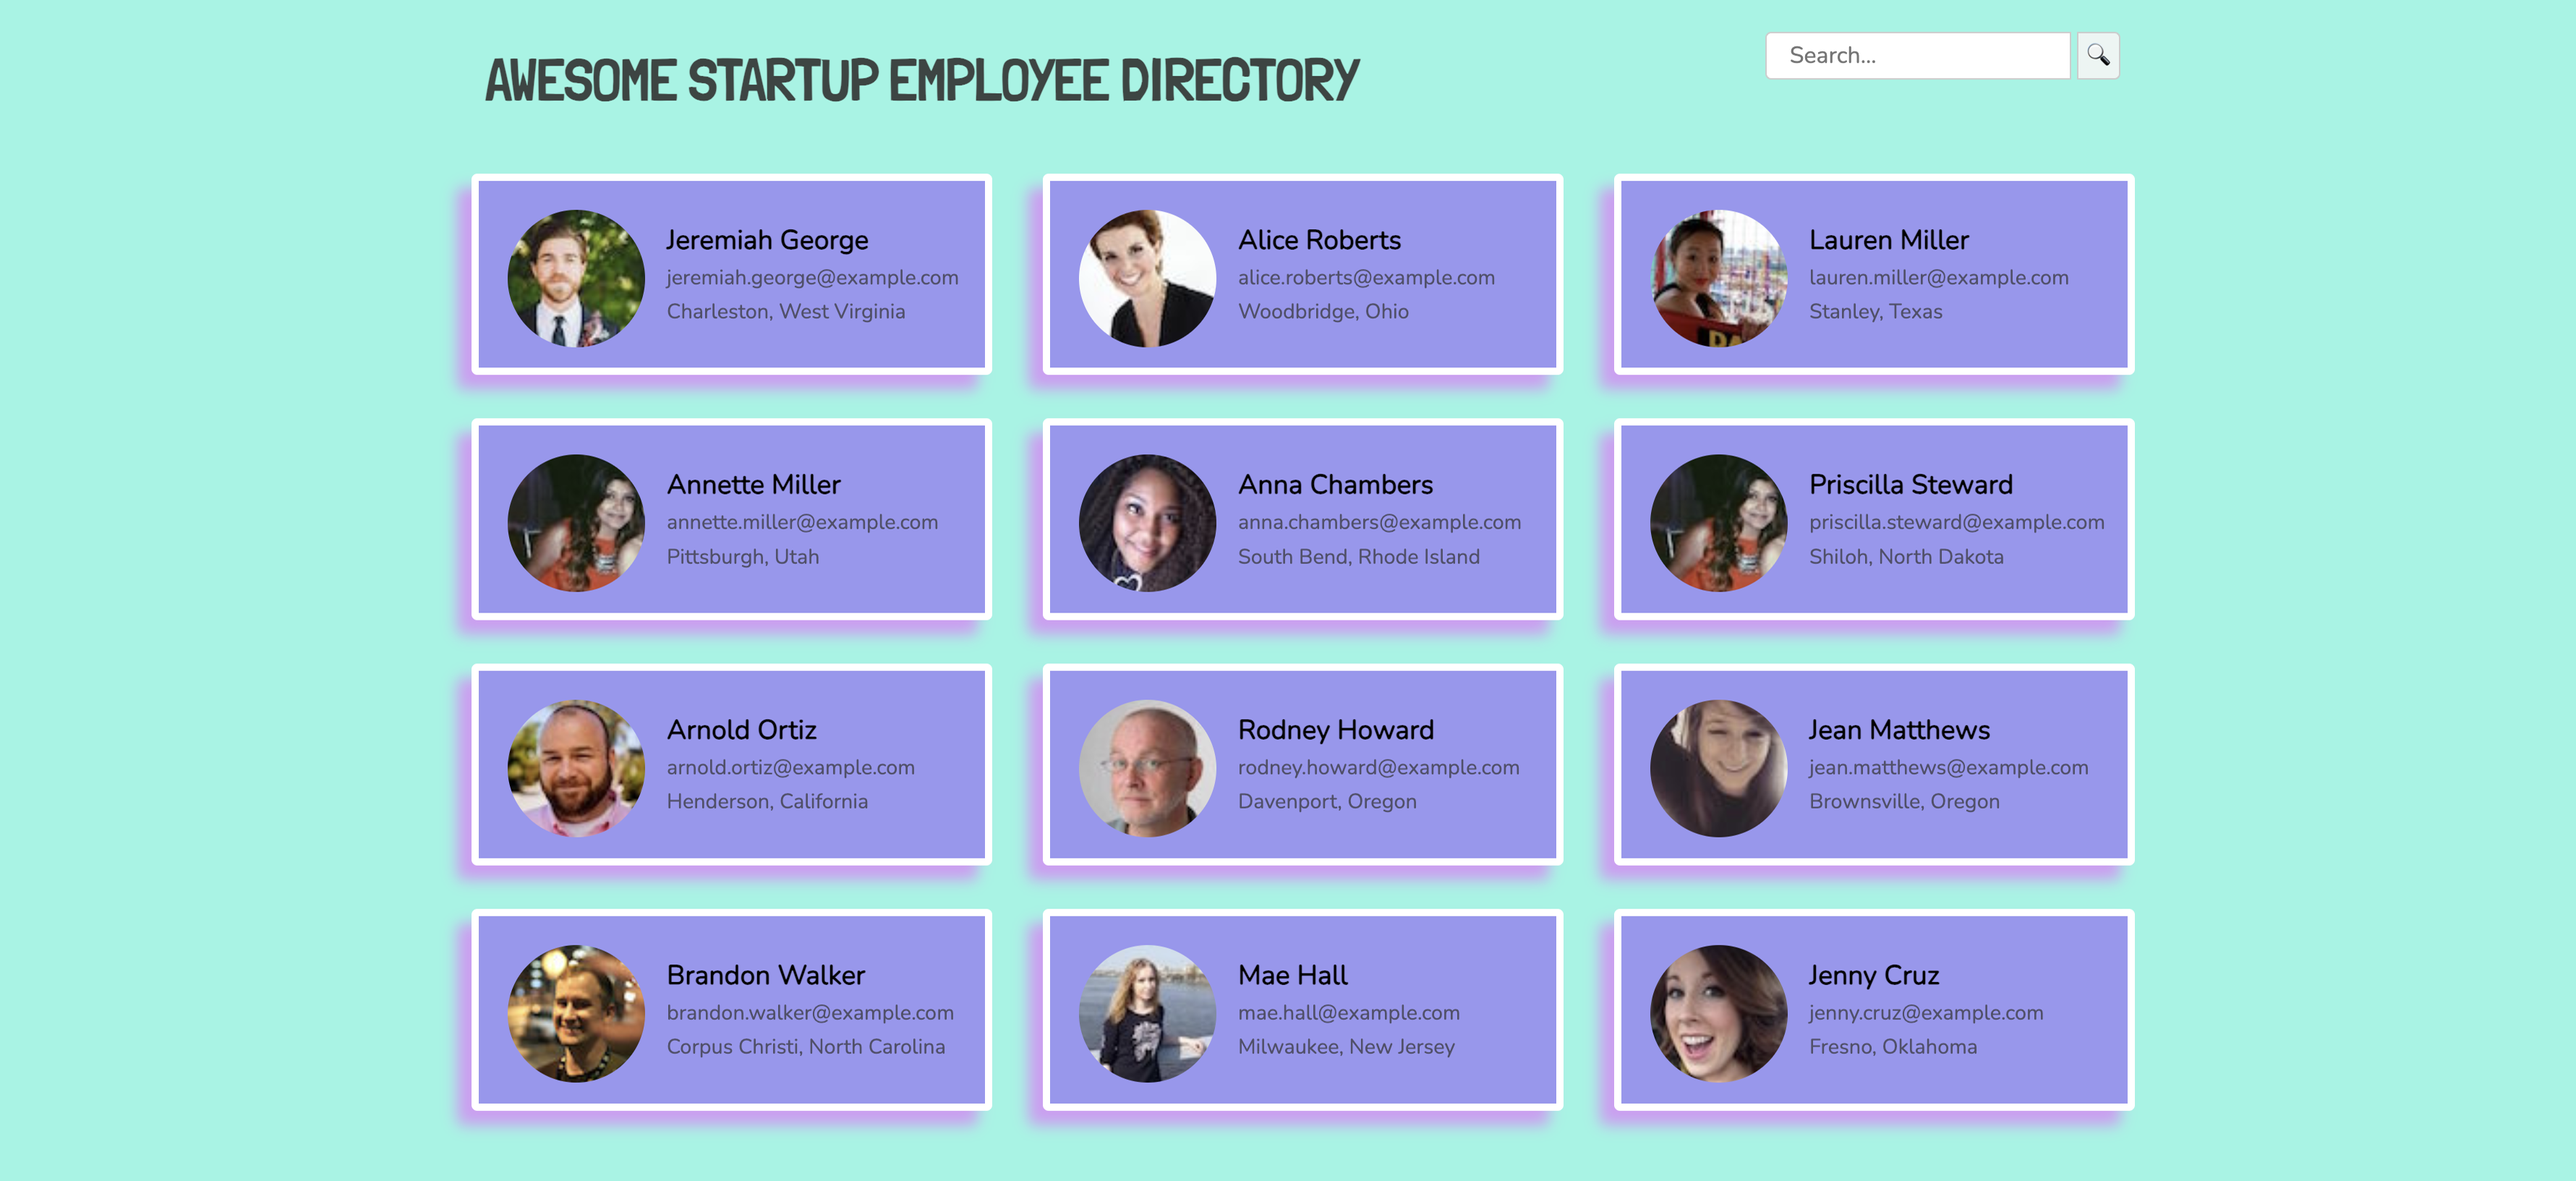 AWESOME STARTUP EMPLOYEE DIRECTORY
Search...
Jeremiah George
jeremiah.george@example.com
Charleston, West Virginia
Alice Roberts
alice.roberts@example.com
Woodbridge, Ohio
Lauren Miller
lauren.miller@example.com
Stanley, Texas
DA
Annette Miller
annette.miller@example.com
Pittsburgh, Utah
Anna Chambers
anna.chambers@example.com
South Bend, Rhode Island
Priscilla Steward
priscilla.steward@example.com
Shiloh, North Dakota
Arnold Ortiz
arnold.ortiz@example.com
Henderson, California
Rodney Howard
rodney.howard@example.com
Davenport, Oregon
Jean Matthews
jean.matthews@example.com
Brownsville, Oregon
Brandon Walker
brandon.walker@example.com
Corpus Christi, North Carolina
Mae Hall
mae.hall@example.com
Milwaukee, New Jersey
Jenny Cruz
jenny.cruz@example.com
Fresno, Oklahoma